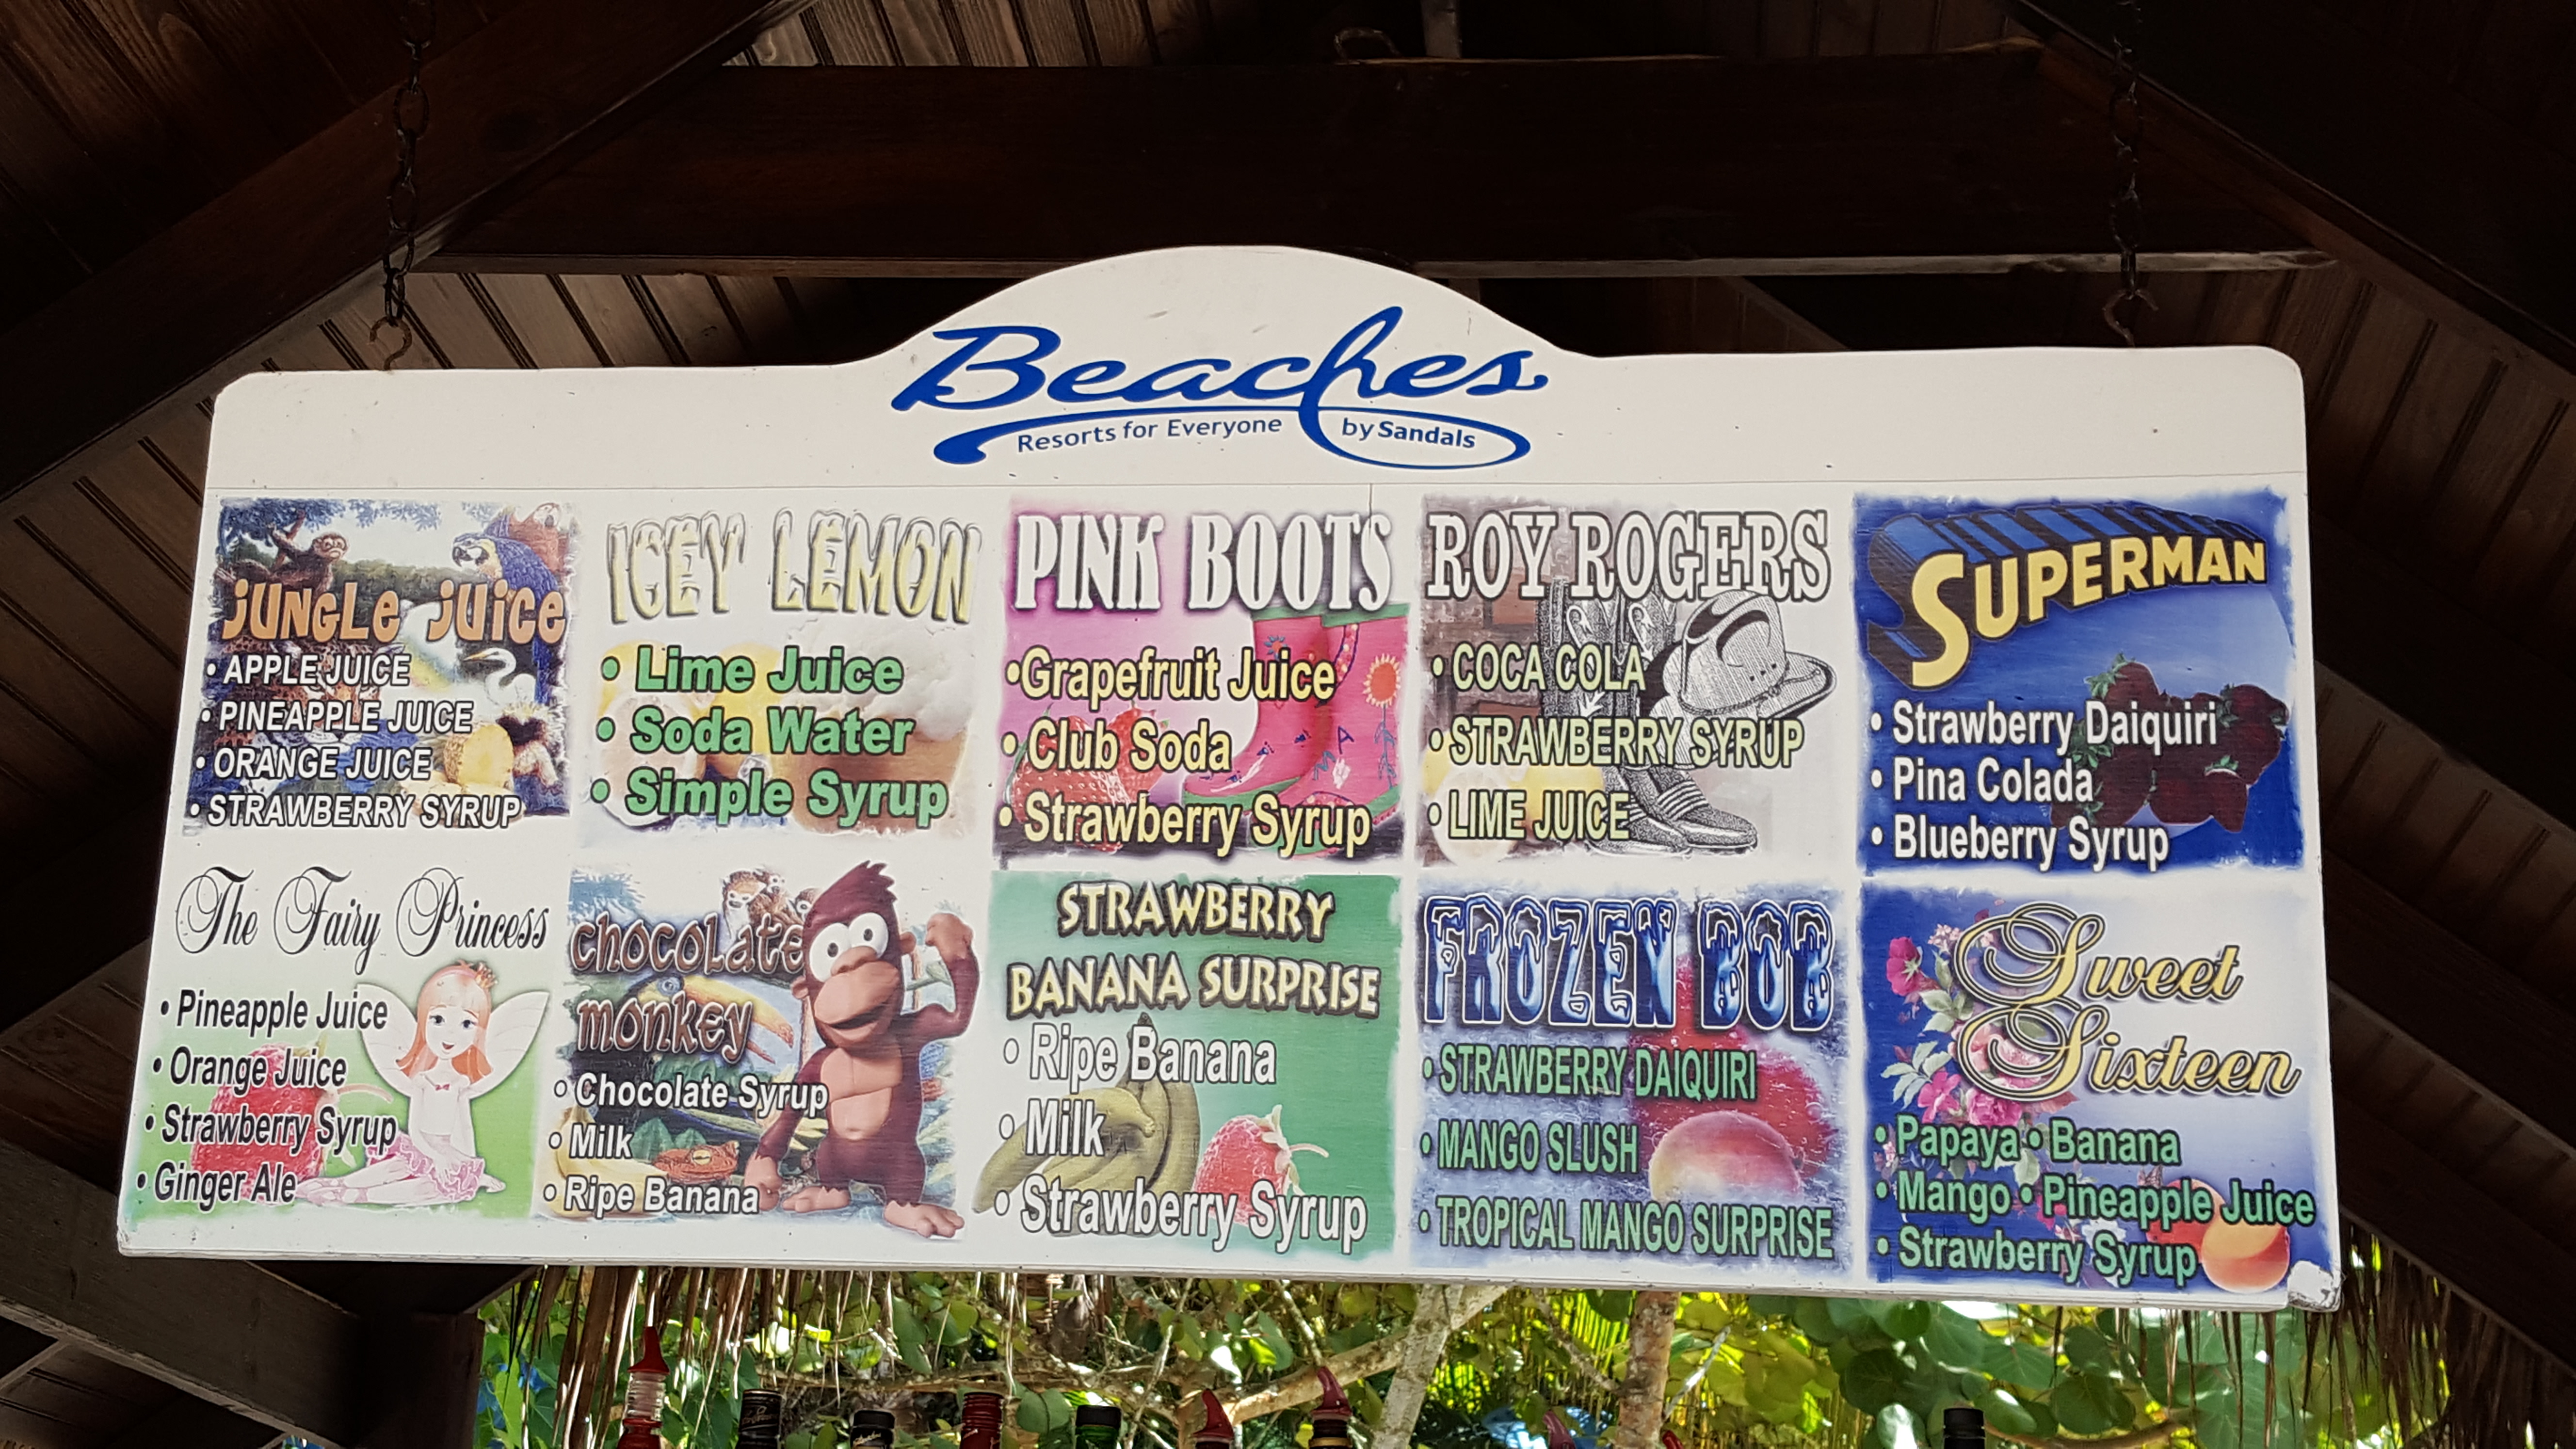 Beaches
Resorts for Everyone by Sandals
JUNGLE JUICE
• APPLE JUICE
• PINEAPPLE JUICE
• ORANGE JUICE
• STRAWBERRY SYRUP
ICEY LEMON
• Lime Juice
• Soda Water
• Simple Syrup
PINK BOOTS
• Grapefruit Juice
• Club Soda
• Strawberry Syrup
ROY ROGERS
• COCA COLA
• STRAWBERRY SYRUP
• LIME JUICE
SUPERMAN
• Strawberry Daiquiri
• Pina Colada
• Blueberry Syrup
The Fairy Princess
• Pineapple Juice
• Orange Juice
• Strawberry Syrup
• Ginger Ale
chocolate
monkey
• Chocolate Syrup
• Milk
• Ripe Banana
STRAWBERRY
BANANA SURPRISE
• Ripe Banana
• Milk
• Strawberry Syrup
FROZEN BOB
• STRAWBERRY DAIQUIRI
• MANGO SLUSH
• TROPICAL MANGO SURPRISE
Sweet
Sixteen
• Papaya • Banana
• Mango • Pineapple Juice
• Strawberry Syrup